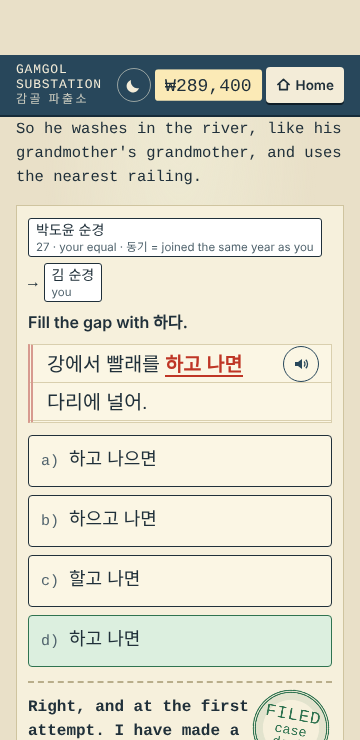 GAMGOL
SUBSTATION
감골 파출소
₩289,400
Home
So he washes in the river, like his
grandmother's grandmother, and uses
the nearest railing.
박도윤 순경
27 · your equal · 동기 = joined the same year as you
→ 김 순경
you
Fill the gap with 하다.
강에서 빨래를 하고 나면
다리에 널어.
a) 하고 나으면
b) 하으고 나면
c) 할고 나면
d) 하고 나면
Right, and at the first
attempt. I have made a
FILED
case